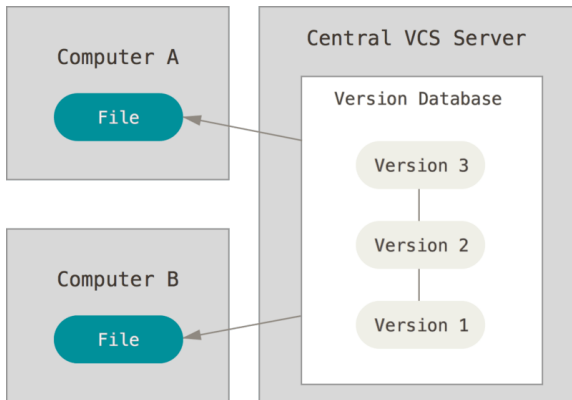 Computer A
File
Computer B
File
Central VCS Server
Version Database
Version 3
Version 2
Version 1